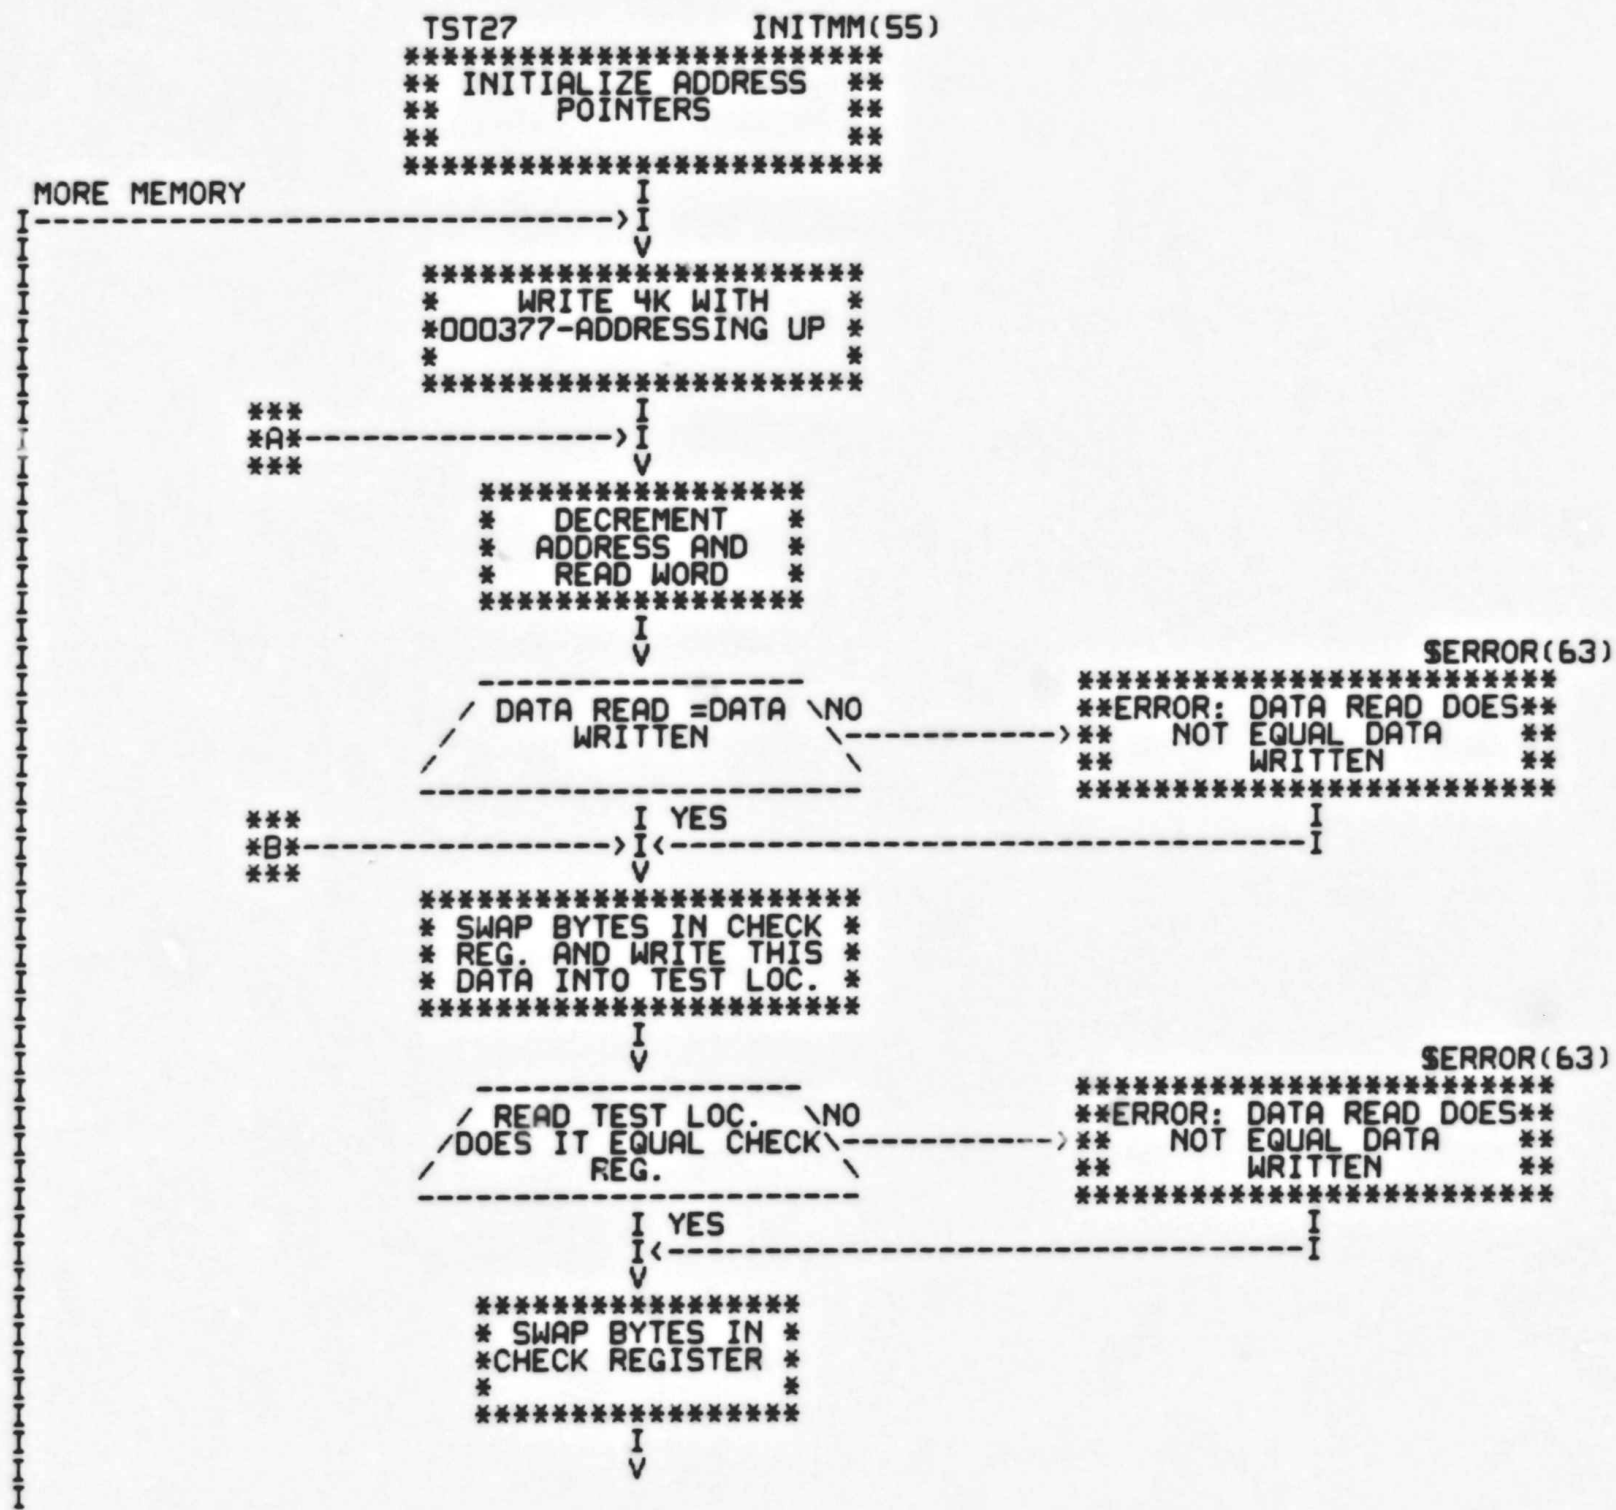 TST27 INITMM(55)
INITIALIZE ADDRESS
POINTERS
MORE MEMORY
WRITE 4K WITH
000377-ADDRESSING UP
A
DECREMENT
ADDRESS AND
READ WORD
$ERROR(63)
DATA READ =DATA
WRITTEN
NO
ERROR: DATA READ DOES
NOT EQUAL DATA
WRITTEN
YES
B
SWAP BYTES IN CHECK
REG. AND WRITE THIS
DATA INTO TEST LOC.
$ERROR(63)
READ TEST LOC.
DOES IT EQUAL CHECK
REG.
NO
ERROR: DATA READ DOES
NOT EQUAL DATA
WRITTEN
YES
SWAP BYTES IN
CHECK REGISTER